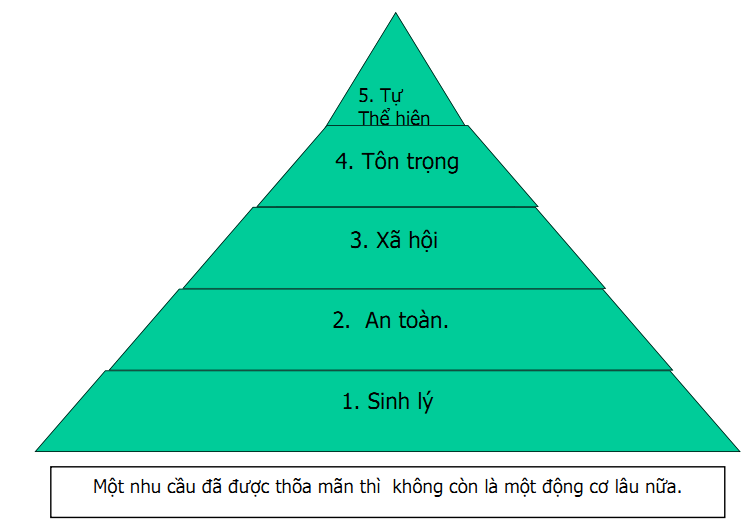 5. Tự
Thể hiên
4. Tôn trọng
3. Xã hội
2. An toàn.
1. Sinh lý
Một nhu cầu đã được thõa mãn thì không còn là một động cơ lâu nữa.